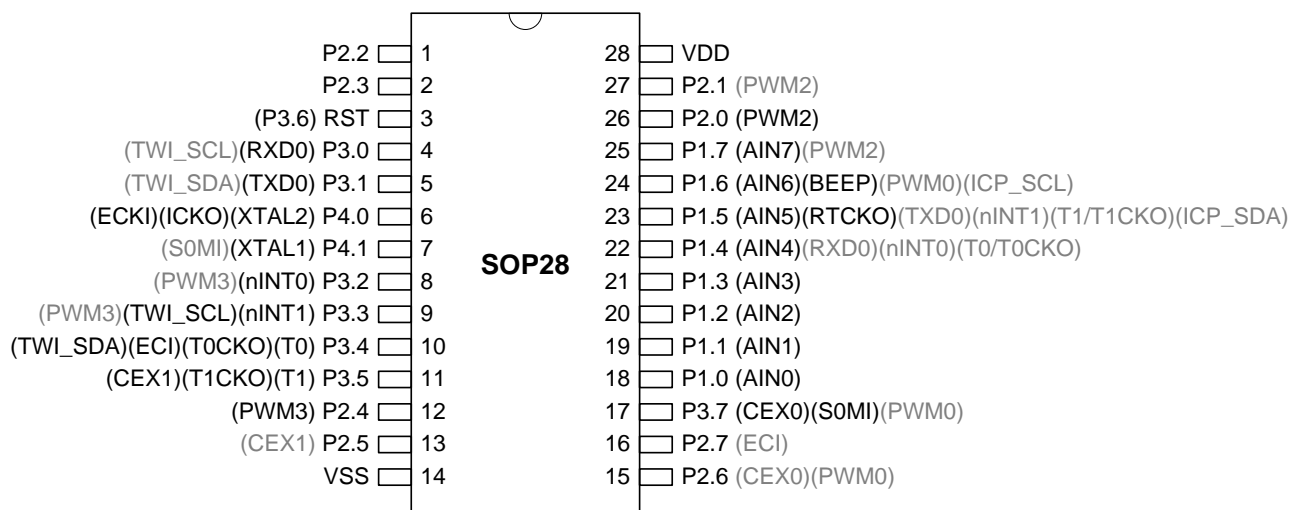 P2.2 1 28 VDD
P2.3 2 27 P2.1 (PWM2)
(P3.6) RST 3 26 P2.0 (PWM2)
(TWI_SCL)(RXD0) P3.0 4 25 P1.7 (AIN7)(PWM2)
(TWI_SDA)(TXD0) P3.1 5 24 P1.6 (AIN6)(BEEP)(PWM0)(ICP_SCL)
(ECKI)(ICKO)(XTAL2) P4.0 6 23 P1.5 (AIN5)(RTCKO)(TXD0)(nINT1)(T1/T1CKO)(ICP_SDA)
(S0MI)(XTAL1) P4.1 7 22 P1.4 (AIN4)(RXD0)(nINT0)(T0/T0CKO)
SOP28
(PWM3)(nINT0) P3.2 8 21 P1.3 (AIN3)
(PWM3)(TWI_SCL)(nINT1) P3.3 9 20 P1.2 (AIN2)
(TWI_SDA)(ECI)(T0CKO)(T0) P3.4 10 19 P1.1 (AIN1)
(CEX1)(T1CKO)(T1) P3.5 11 18 P1.0 (AIN0)
(PWM3) P2.4 12 17 P3.7 (CEX0)(S0MI)(PWM0)
(CEX1) P2.5 13 16 P2.7 (ECI)
VSS 14 15 P2.6 (CEX0)(PWM0)